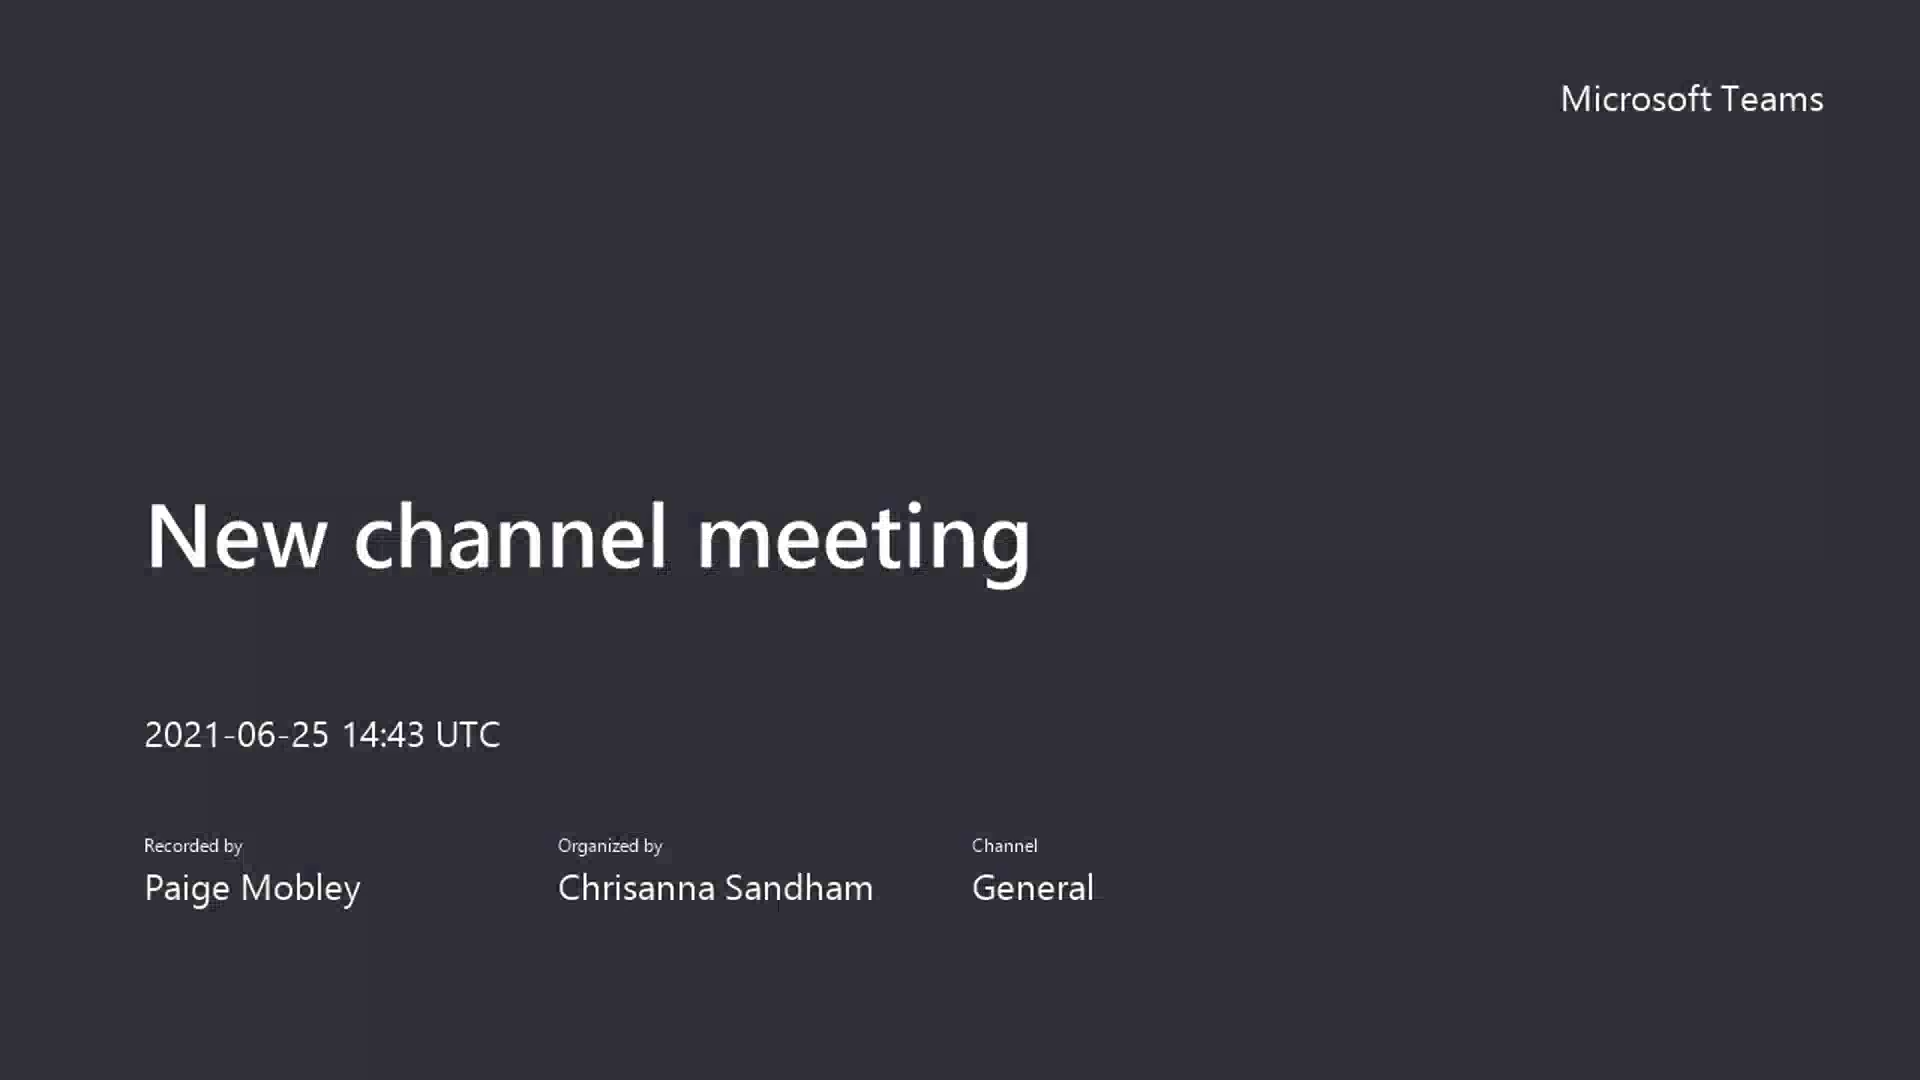 Microsoft Teams
New channel meeting
2021-06-25 14:43 UTC
Recorded by
Paige Mobley
Organized by
Chrisanna Sandham
Channel
General